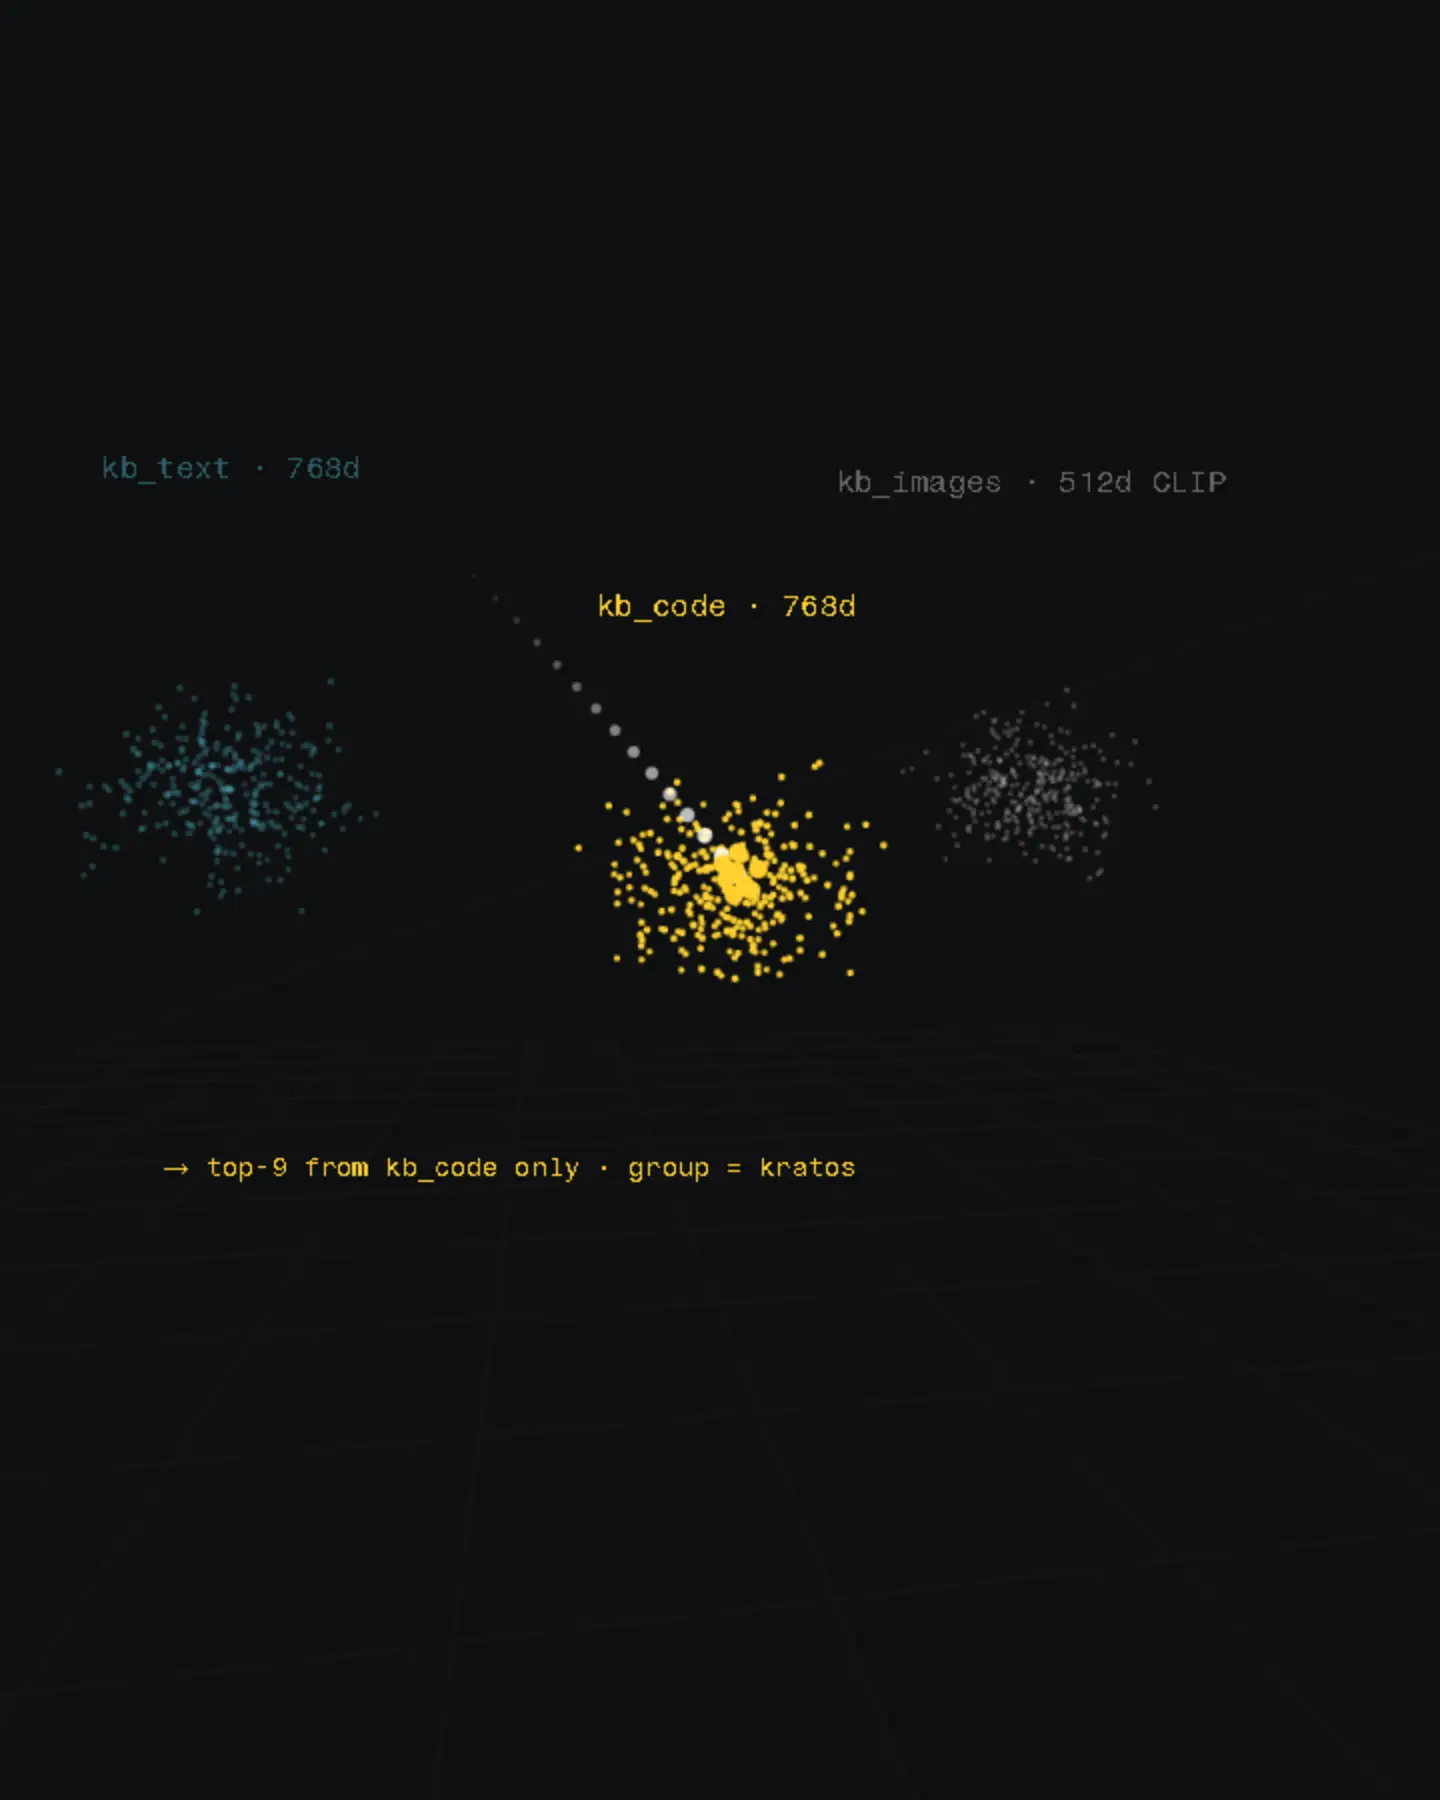 kb_text · 768d
kb_images · 512d CLIP
kb_code · 768d
→ top-9 from kb_code only · group = kratos